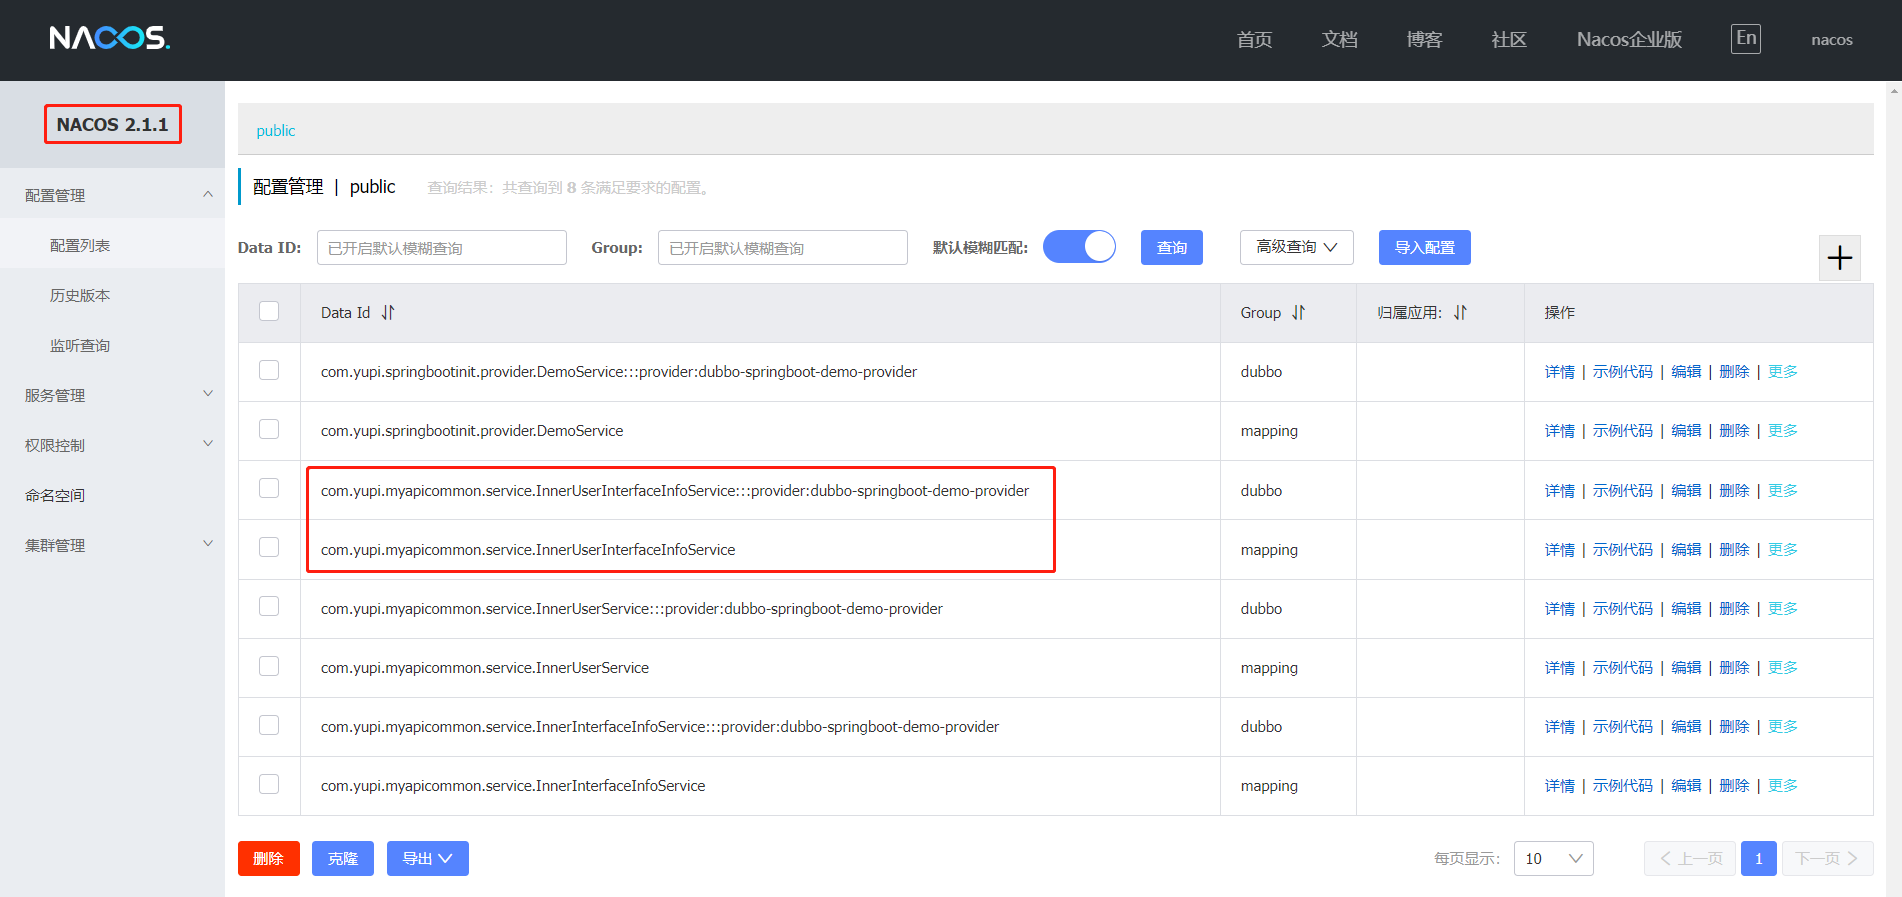 NACOS.
首页 文档 博客 社区 Nacos企业版 En nacos
NACOS 2.1.1
配置管理
配置列表
历史版本
监听查询
服务管理
权限控制
命名空间
集群管理
public
配置管理 | public 查询结果：共查询到 8 条满足要求的配置。
Data ID: 已开启默认模糊查询 Group: 已开启默认模糊查询 默认模糊匹配: 查询 高级查询 导入配置
Data Id Group 归属应用: 操作
com.yupi.springbootinit.provider.DemoService:::provider:dubbo-springboot-demo-provider dubbo 详情 | 示例代码 | 编辑 | 删除 | 更多
com.yupi.springbootinit.provider.DemoService mapping 详情 | 示例代码 | 编辑 | 删除 | 更多
com.yupi.myapicommon.service.InnerUserInterfaceInfoService:::provider:dubbo-springboot-demo-provider dubbo 详情 | 示例代码 | 编辑 | 删除 | 更多
com.yupi.myapicommon.service.InnerUserInterfaceInfoService mapping 详情 | 示例代码 | 编辑 | 删除 | 更多
com.yupi.myapicommon.service.InnerUserService:::provider:dubbo-springboot-demo-provider dubbo 详情 | 示例代码 | 编辑 | 删除 | 更多
com.yupi.myapicommon.service.InnerUserService mapping 详情 | 示例代码 | 编辑 | 删除 | 更多
com.yupi.myapicommon.service.InnerInterfaceInfoService:::provider:dubbo-springboot-demo-provider dubbo 详情 | 示例代码 | 编辑 | 删除 | 更多
com.yupi.myapicommon.service.InnerInterfaceInfoService mapping 详情 | 示例代码 | 编辑 | 删除 | 更多
删除 克隆 导出 每页显示: 10 上一页 1 下一页